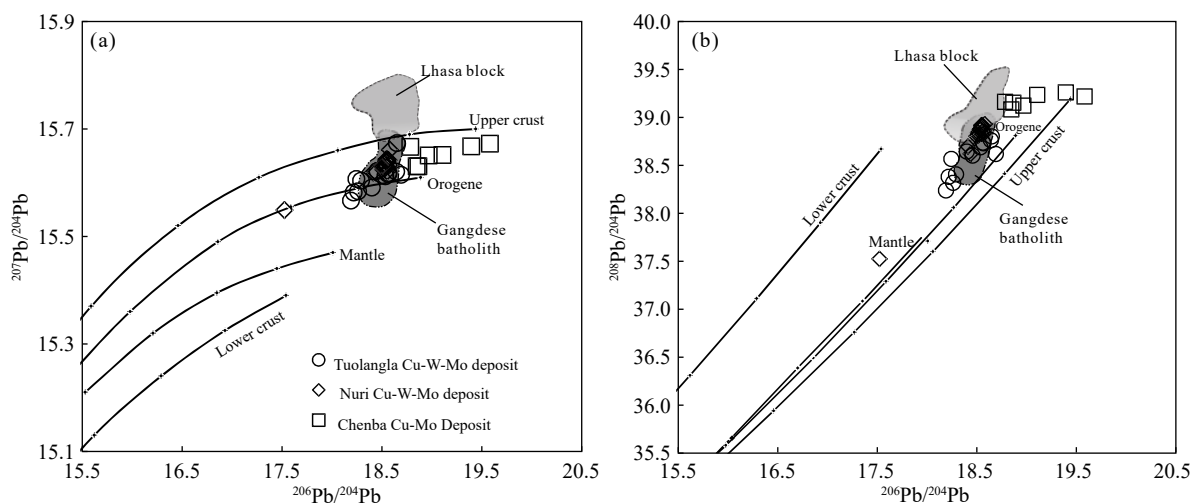 (a)
15.9
15.7
15.5
15.3
15.1
²⁰⁷Pb/²⁰⁴Pb
Lhasa block
Upper crust
Orogene
Gangdese
batholith
Mantle
Lower crust
Tuolangla Cu-W-Mo deposit
Nuri Cu-W-Mo deposit
Chenba Cu-Mo Deposit
15.5 16.5 17.5 18.5 19.5 20.5
²⁰⁶Pb/²⁰⁴Pb
(b)
40.0
39.5
39.0
38.5
38.0
37.5
37.0
36.5
36.0
35.5
²⁰⁸Pb/²⁰⁴Pb
Lhasa block
Orogene
Upper crust
Lower crust
Gangdese
batholith
Mantle
15.5 16.5 17.5 18.5 19.5 20.5
²⁰⁶Pb/²⁰⁴Pb